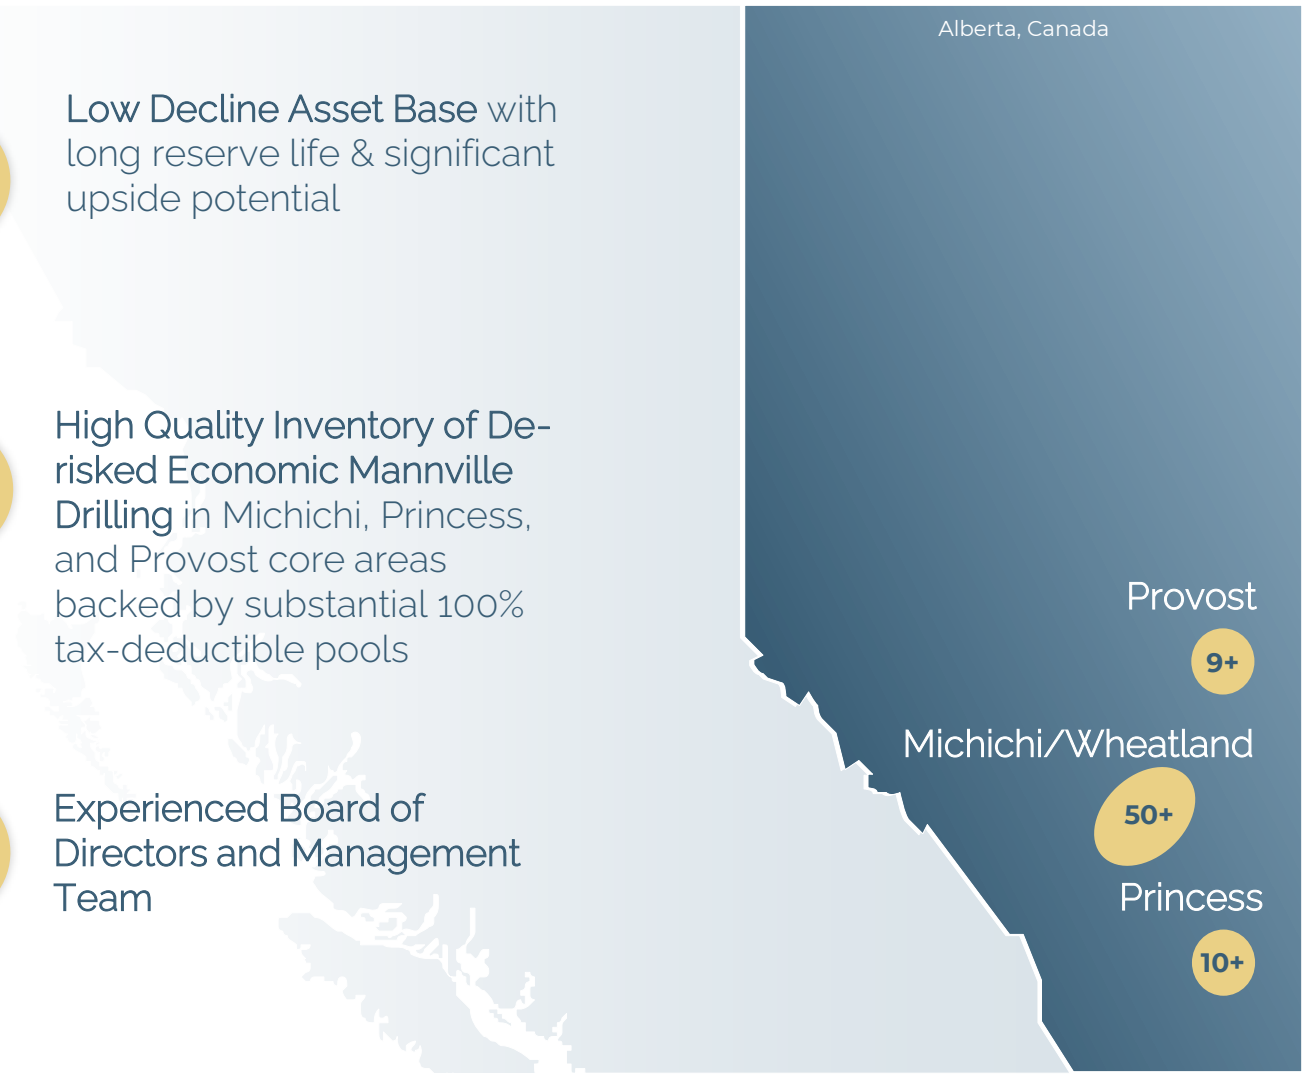 Alberta, Canada
Low Decline Asset Base with
long reserve life & significant
upside potential
High Quality Inventory of De-
risked Economic Mannville
Drilling in Michichi, Princess,
and Provost core areas
backed by substantial 100%
tax-deductible pools
Experienced Board of
Directors and Management
Team
Provost
9+
Michichi/Wheatland
50+
Princess
10+